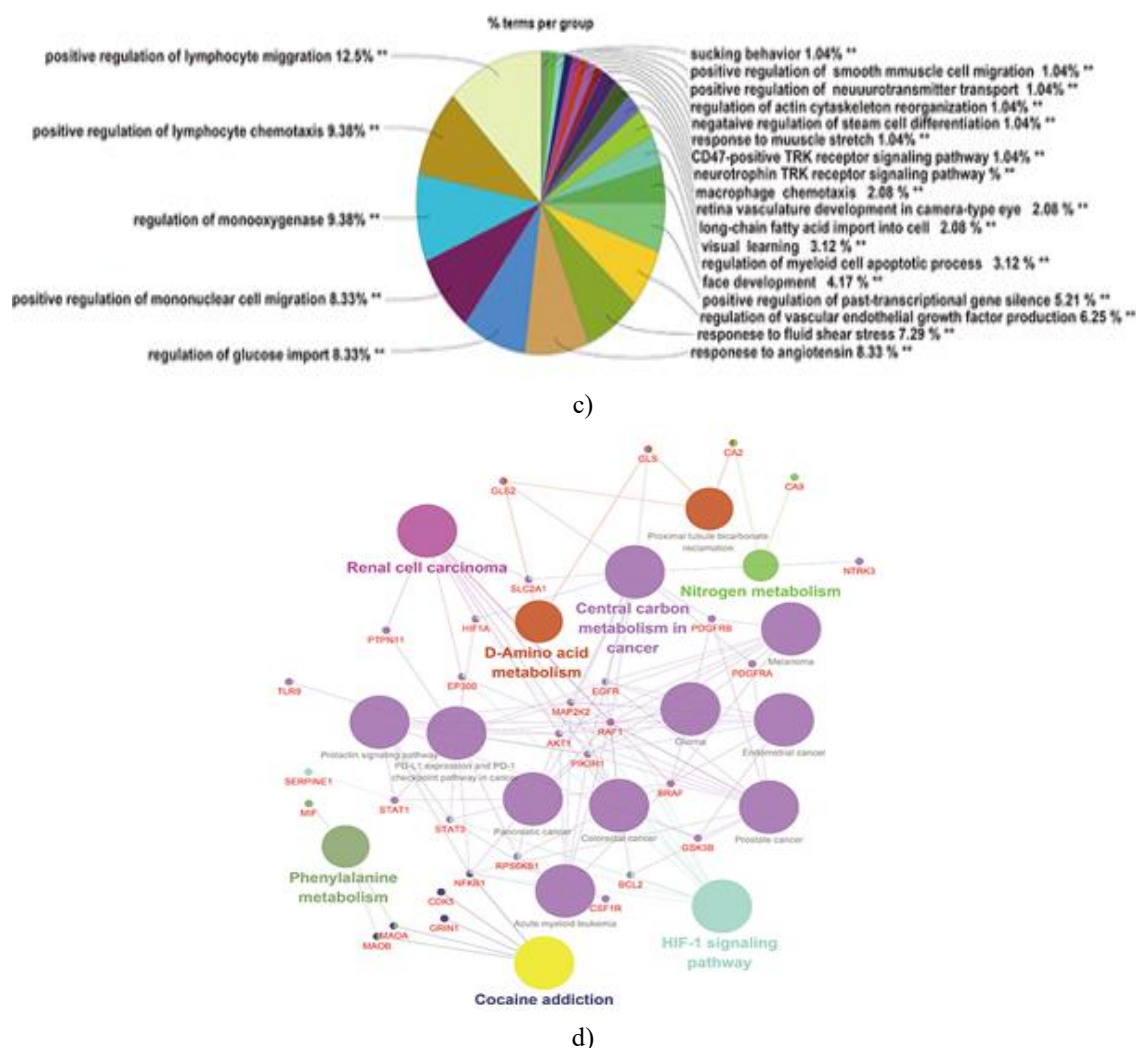 % terms per group
positive regulation of lymphocyte miggration 12.5% **
positive regulation of lymphocyte chemotaxis 9.38% **
regulation of monooxygenase 9.38% **
positive regulation of mononuclear cell migration 8.33% **
regulation of glucose import 8.33% **
sucking behavior 1.04% **
positive regulation of smooth mmuscle cell migration 1.04% **
positive regulation of neuuurotransmitter transport 1.04% **
regulation of actin cytaskeleton reorganization 1.04% **
negataive regulation of steam cell differentiation 1.04% **
response to muuscle stretch 1.04% **
CD47-positive TRK receptor signaling pathway 1.04% **
neurotrophin TRK receptor signaling pathway % **
macrophage chemotaxis 2.08 % **
retina vasculature development in camera-type eye 2.08 % **
long-chain fatty acid import into cell 2.08 % **
visual learning 3.12 % **
regulation of myeloid cell apoptotic process 3.12 % **
face development 4.17 % **
positive regulation of past-transcriptional gene silence 5.21 % **
regulation of vascular endothelial growth factor production 6.25 % **
responese to fluid shear stress 7.29 % **
responese to angiotensin 8.33 % **
c)
CA2
GLS
GLS2
CA9
Proximal tubule bicarbonate
reclamation
Renal cell carcinoma
NTRK3
SLC2A1
Nitrogen metabolism
Central carbon
metabolism in
cancer
HIF1A
PDGFRB
PTPN11
D-Amino acid
metabolism
Melanoma
PDGFRA
EP300
TLR9
EGFR
MAP2K2
RAF1
AKT1
Glioma
Endometrial cancer
Prolactin signaling pathway
PIK3R1
PD-L1 expression and PD-1
checkpoint pathway in cancer
SERPINE1
BRAF
MIF
STAT1
STAT3
Pancreatic cancer
Colorectal cancer
Prostate cancer
GSK3B
RPS6KB1
Phenylalanine
metabolism
NFKB1
BCL2
CDK5
CSF1R
GRIN1
Acute myeloid leukemia
MAOA
MAOB
HIF-1 signaling
pathway
Cocaine addiction
d)